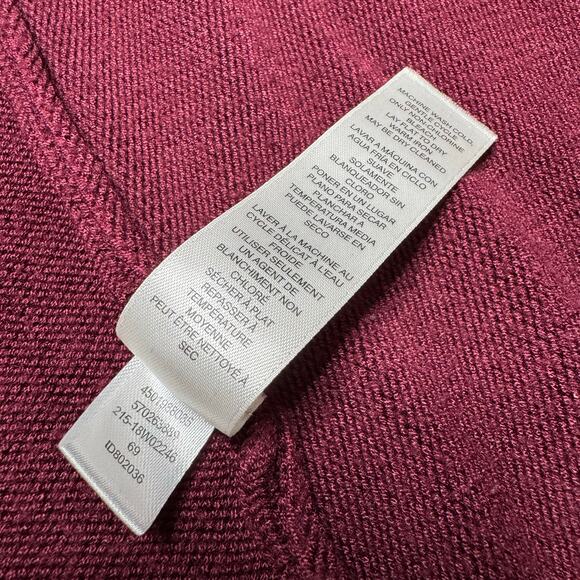 MACHINE WASH COLD,
GENTLE CYCLE
ONLY NON CHLORINE
BLEACH
LAY FLAT TO DRY
WARM IRON
MAY BE DRY CLEANED
LAVAR A MÁQUINA CON
AGUA FRÍA EN CICLO
SUAVE
SOLAMENTE
BLANQUEADOR SIN
CLORO
PONER EN UN LUGAR
PLANO PARA SECAR
PLANCHAR A
TEMPERATURA MEDIA
PUEDE LAVARSE EN
SECO
LAVER À LA MACHINE AU
CYCLE DÉLICAT À L'EAU
FROIDE
UTILISER SEULEMENT
UN AGENT DE
BLANCHIMENT NON
CHLORÉ
SÉCHER À PLAT
REPASSER À
TEMPÉRATURE
MOYENNE
PEUT ÊTRE NETTOYÉ À
SEC
215-18W02246
69
ID802036